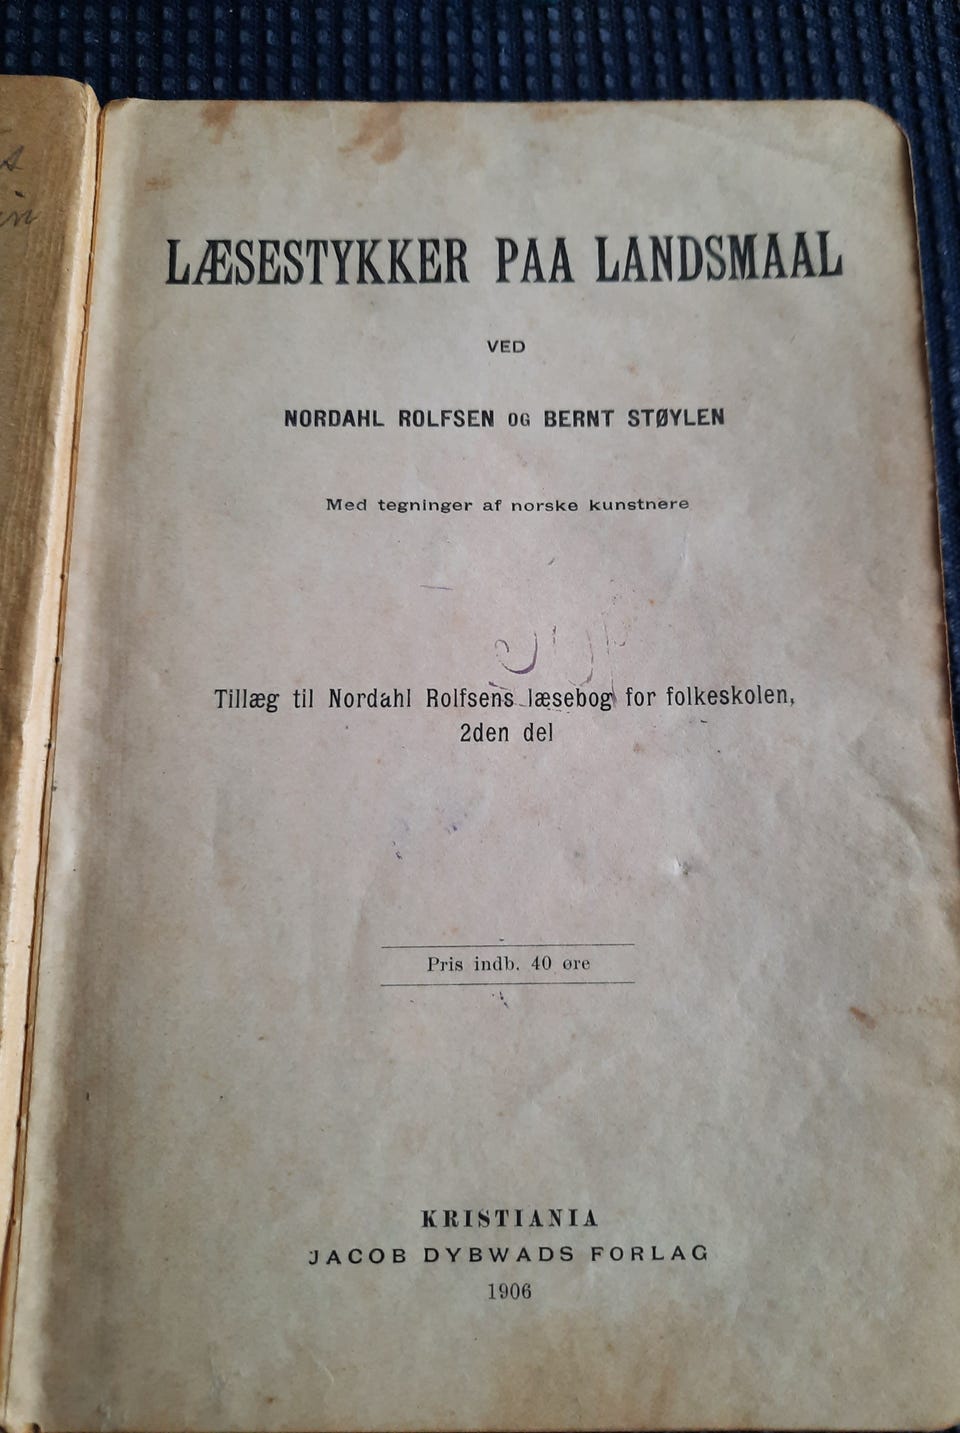 LÆSESTYKKER PAA LANDSMAAL
VED
NORDAHL ROLFSEN OG BERNT STØYLEN
Med tegninger af norske kunstnere
Tillæg til Nordahl Rolfsens læsebog for folkeskolen,
2den del
Pris indb. 40 øre
KRISTIANIA
JACOB DYBWADS FORLAG
1906